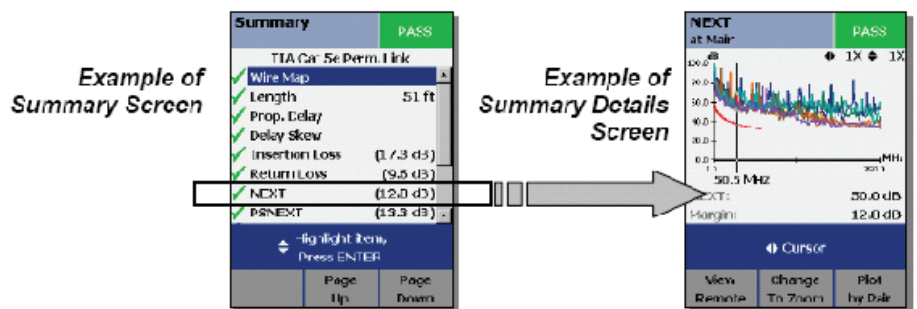 Example of
Summary Screen
Summary
PASS
TIA Cat 5e Perm. Link
Wire Map
Length 51 ft
Prop. Delay
Delay Skew
Insertion Loss (17.3 dB)
Return Loss (9.6 dB)
NEXT (12.0 dB)
PSNEXT (13.3 dB)
Highlight item,
Press ENTER
Page Up
Page Down
Example of
Summary Details
Screen
NEXT
at Main
PASS
1X 1X
dB
100.0
60.0
40.0
20.0
0.0
MHz
50.5 MHz
NEXT: 50.0 dB
Margin: 12.0 dB
Cursor
View Remote
Change To Zoom
Plot by Pair